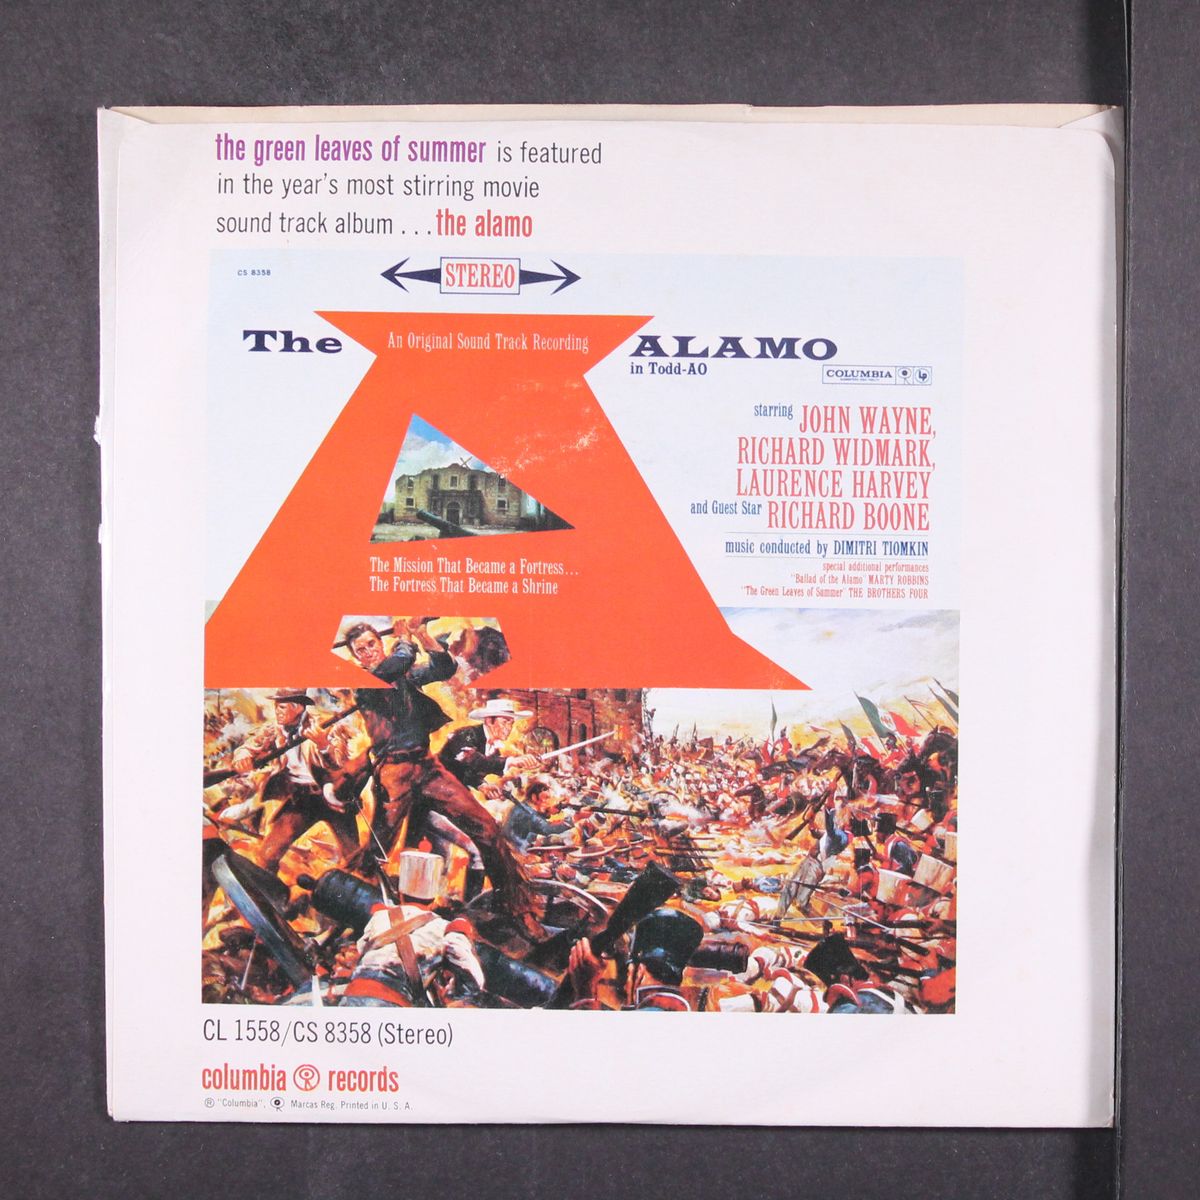 the green leaves of summer is featured
in the year's most stirring movie
sound track album . . . the alamo
CS 8358
STEREO
The ALAMO
An Original Sound Track Recording
in Todd-AO
COLUMBIA
starring JOHN WAYNE,
RICHARD WIDMARK,
LAURENCE HARVEY
and Guest Star RICHARD BOONE
music conducted by DIMITRI TIOMKIN
special additional performances
"Ballad of the Alamo" MARTY ROBBINS
"The Green Leaves of Summer" THE BROTHERS FOUR
The Mission That Became a Fortress...
The Fortress That Became a Shrine
CL 1558/CS 8358 (Stereo)
columbia records
® "Columbia", Marcas Reg. Printed in U. S. A.